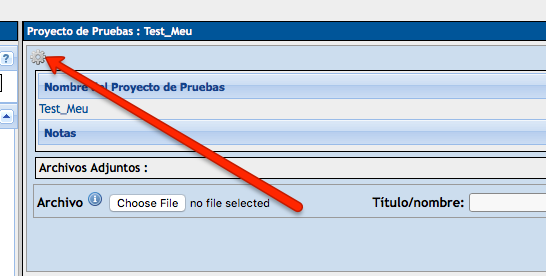 Proyecto de Pruebas : Test_Meu
?
Nombre del Proyecto de Pruebas
Test_Meu
Notas
Archivos Adjuntos :
Archivo i Choose File no file selected Título/nombre: